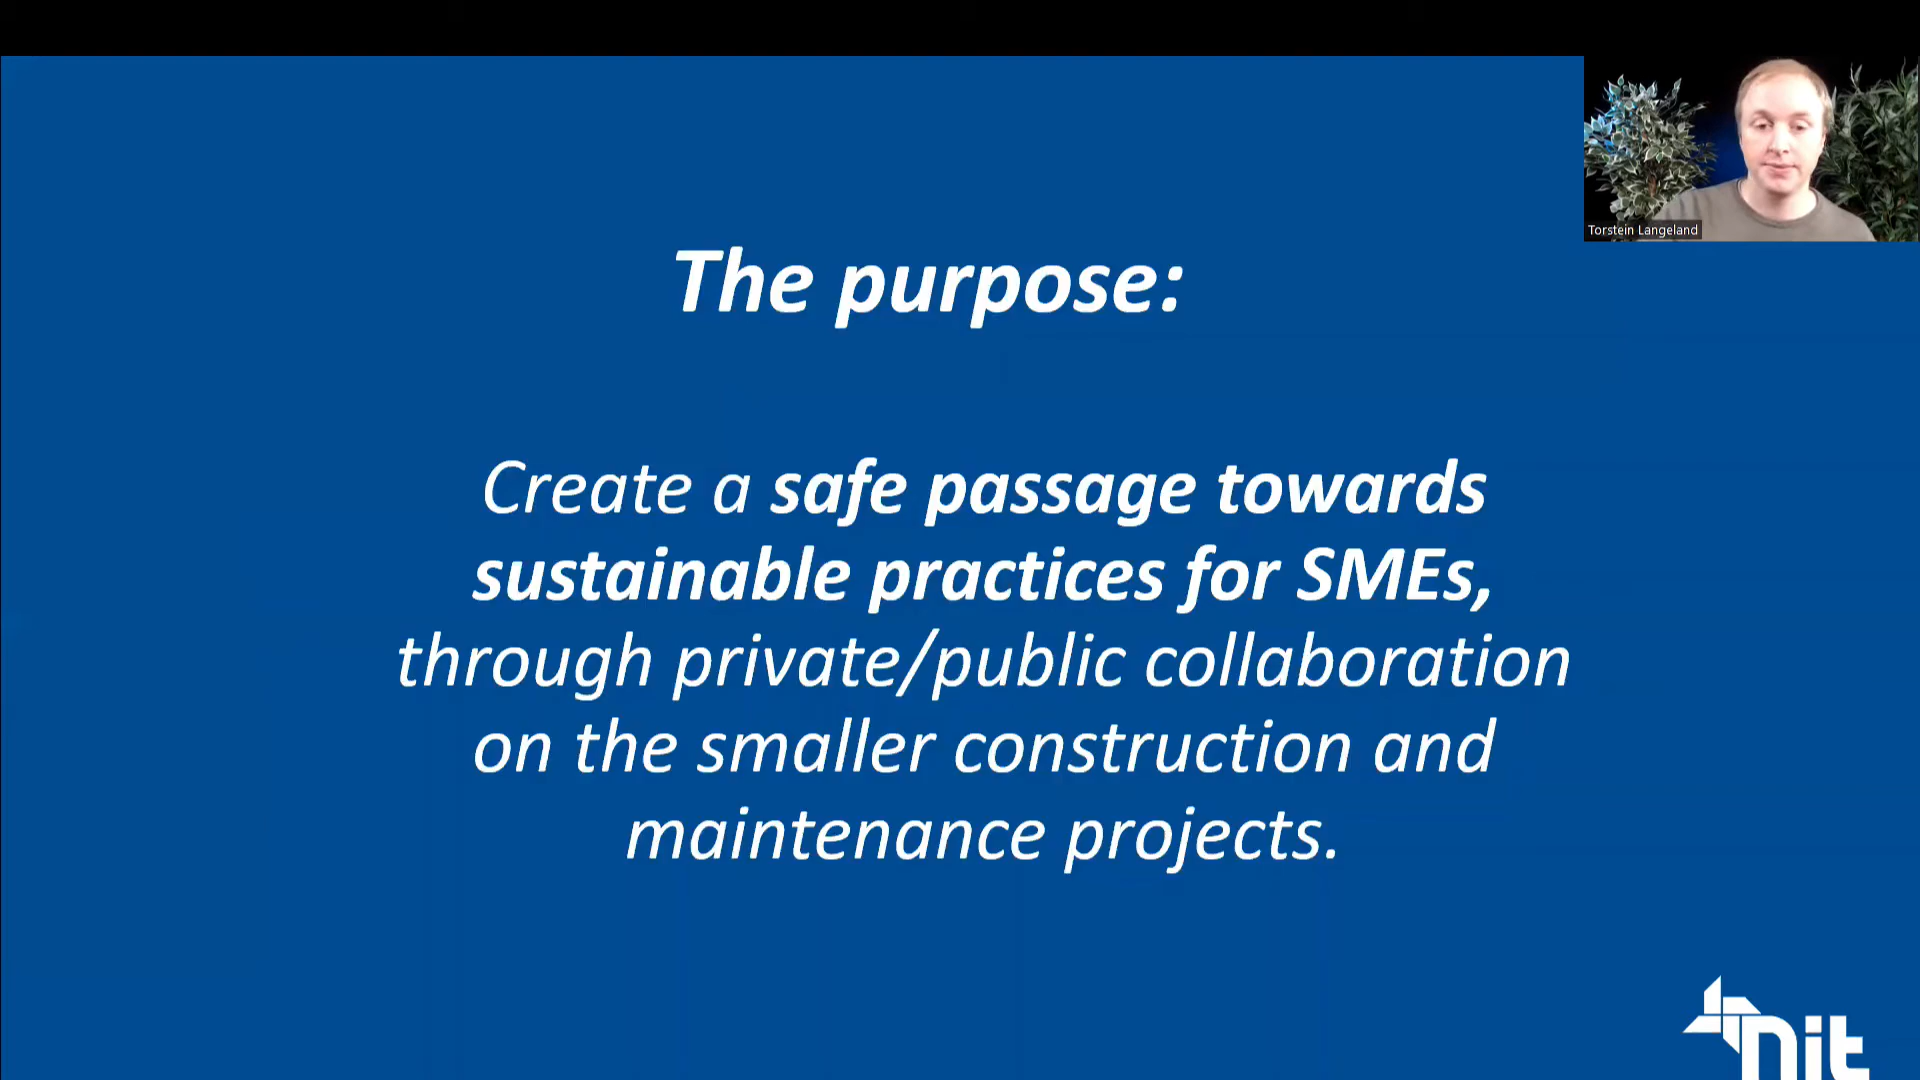 Torstein Langeland
The purpose:
Create a safe passage towards
sustainable practices for SMEs,
through private/public collaboration
on the smaller construction and
maintenance projects.
nit